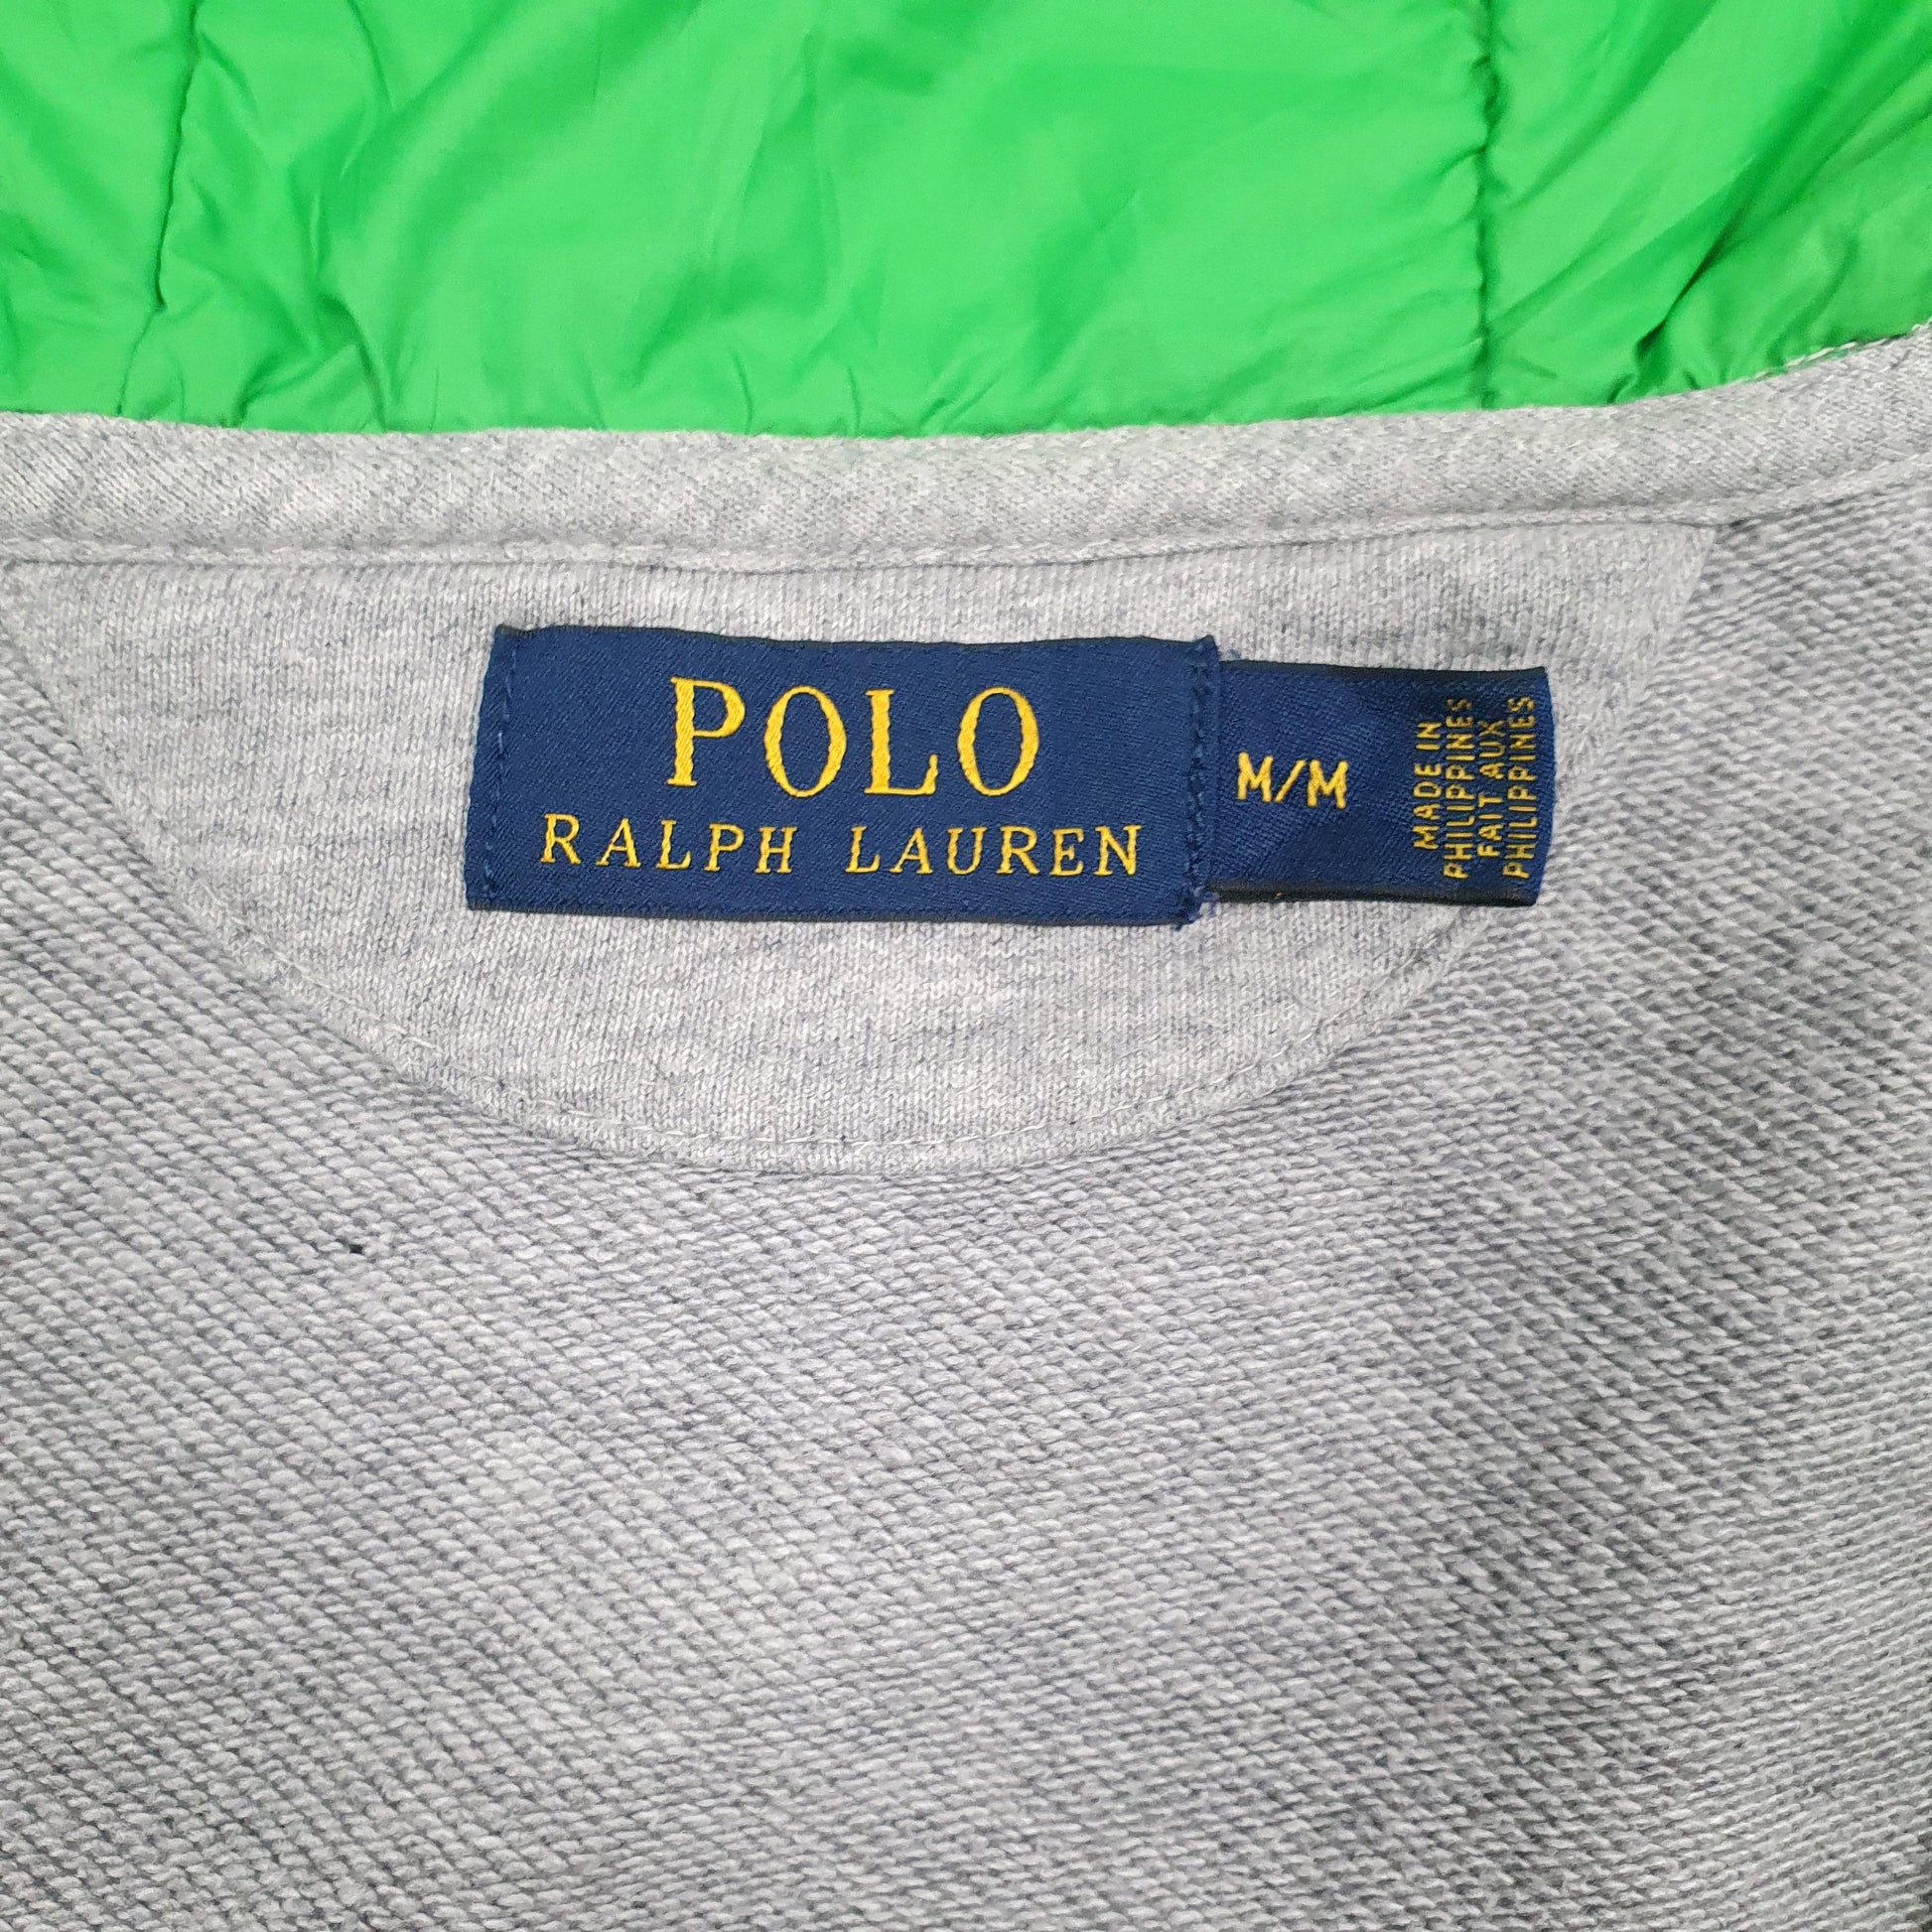 POLO
RALPH LAUREN
M/M
MADE IN
PHILIPPINES
FAIT AUX
PHILIPPINES